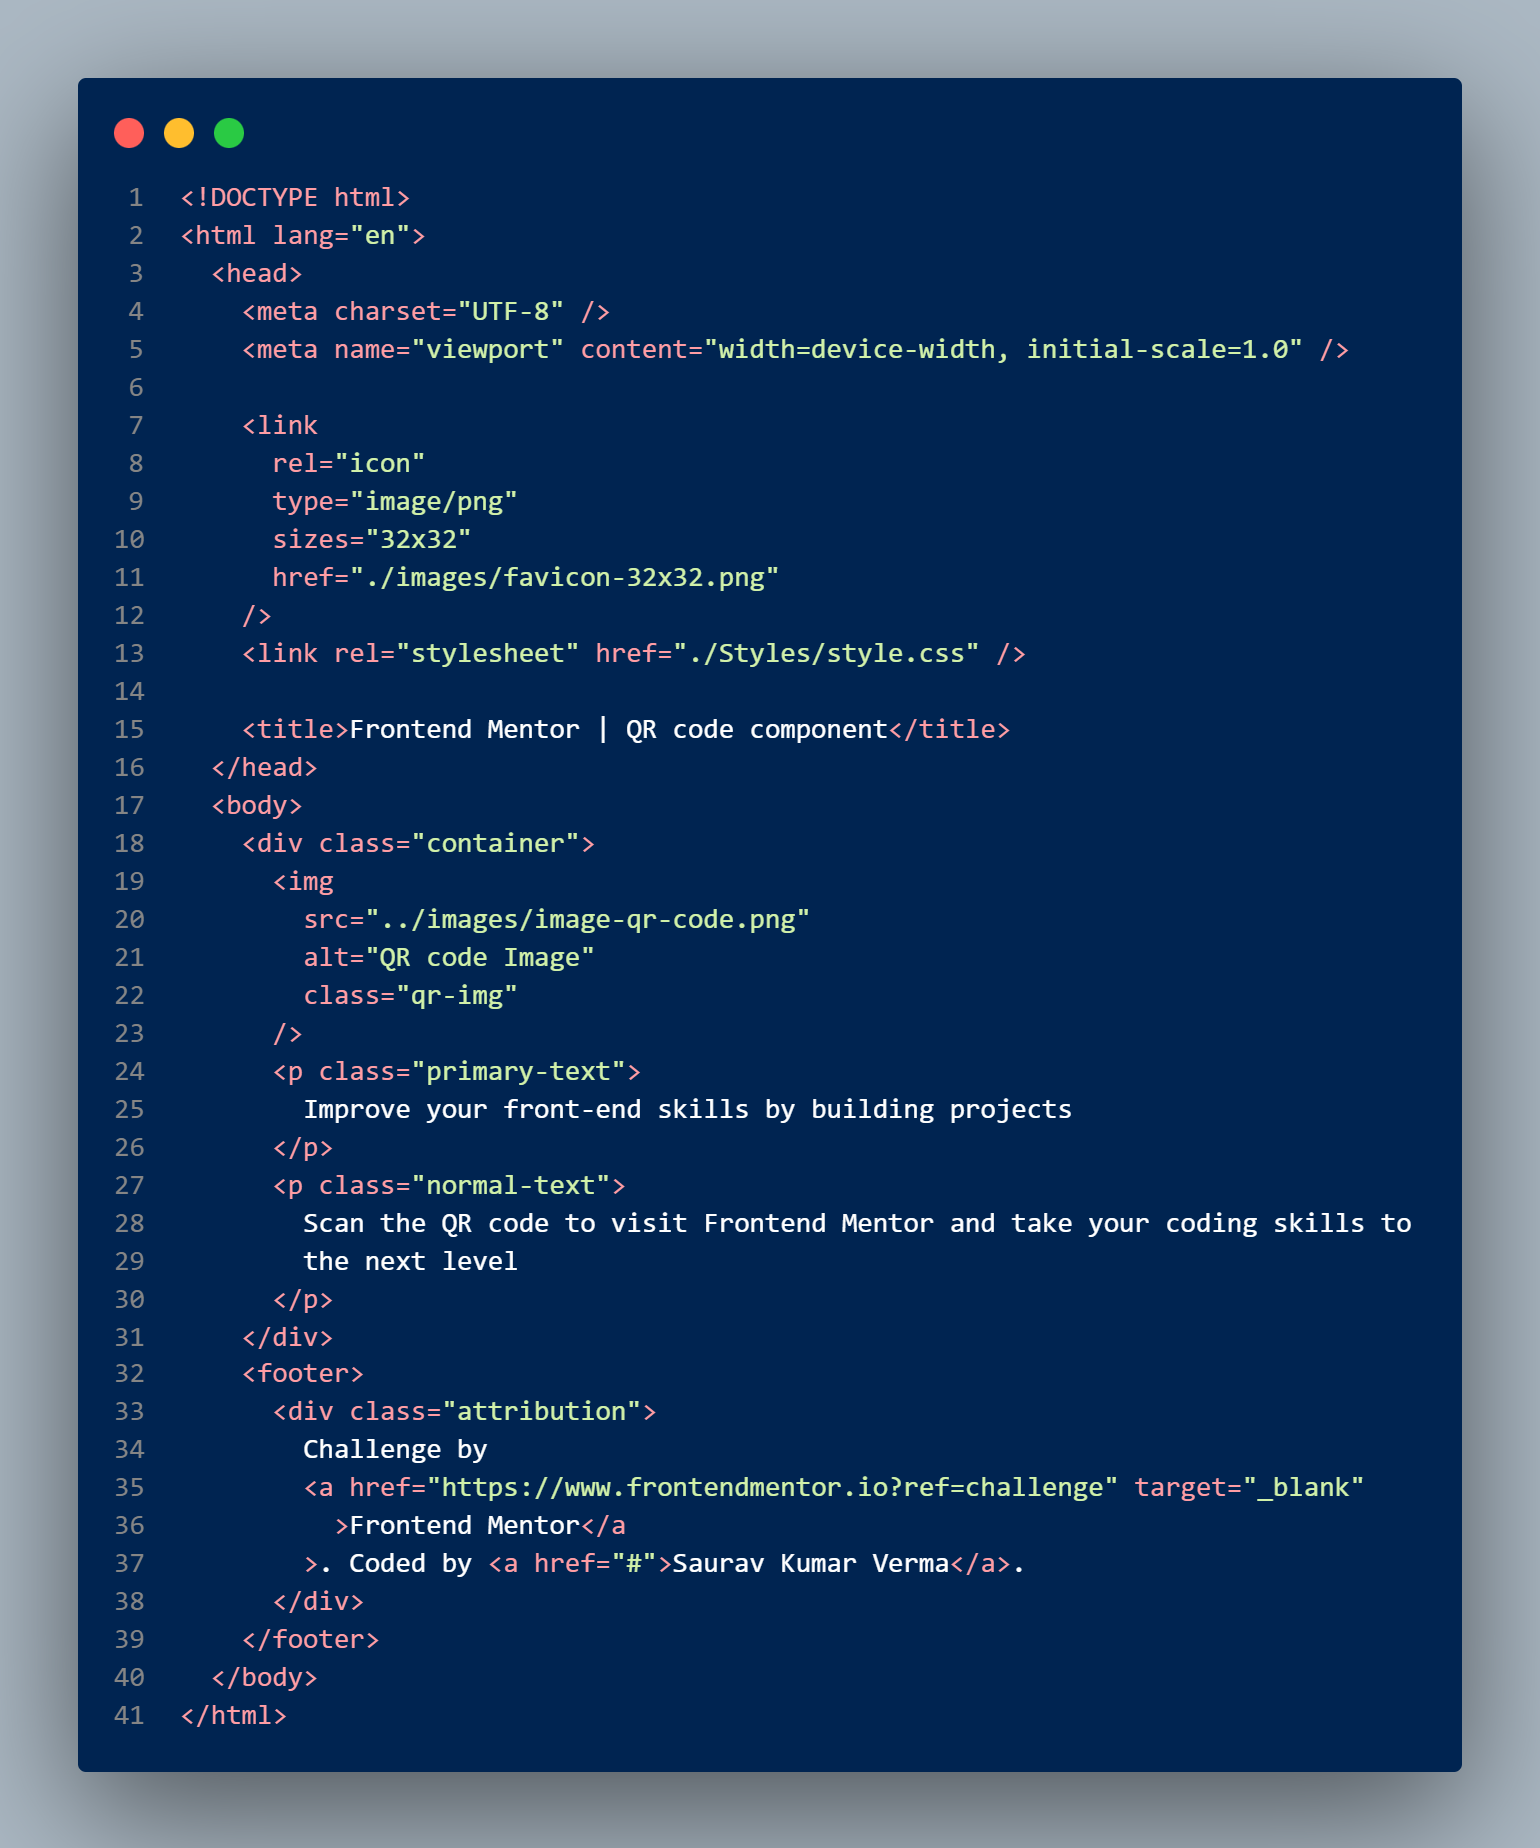 1 <!DOCTYPE html>
2 <html lang="en">
3   <head>
4     <meta charset="UTF-8" />
5     <meta name="viewport" content="width=device-width, initial-scale=1.0" />
6
7     <link
8       rel="icon"
9       type="image/png"
10       sizes="32x32"
11       href="./images/favicon-32x32.png"
12     />
13     <link rel="stylesheet" href="./Styles/style.css" />
14
15     <title>Frontend Mentor | QR code component</title>
16   </head>
17   <body>
18     <div class="container">
19       <img
20         src="../images/image-qr-code.png"
21         alt="QR code Image"
22         class="qr-img"
23       />
24       <p class="primary-text">
25         Improve your front-end skills by building projects
26       </p>
27       <p class="normal-text">
28         Scan the QR code to visit Frontend Mentor and take your coding skills to
29         the next level
30       </p>
31     </div>
32     <footer>
33       <div class="attribution">
34         Challenge by
35         <a href="https://www.frontendmentor.io?ref=challenge" target="_blank"
36           >Frontend Mentor</a
37         >. Coded by <a href="#">Saurav Kumar Verma</a>.
38       </div>
39     </footer>
40   </body>
41 </html>